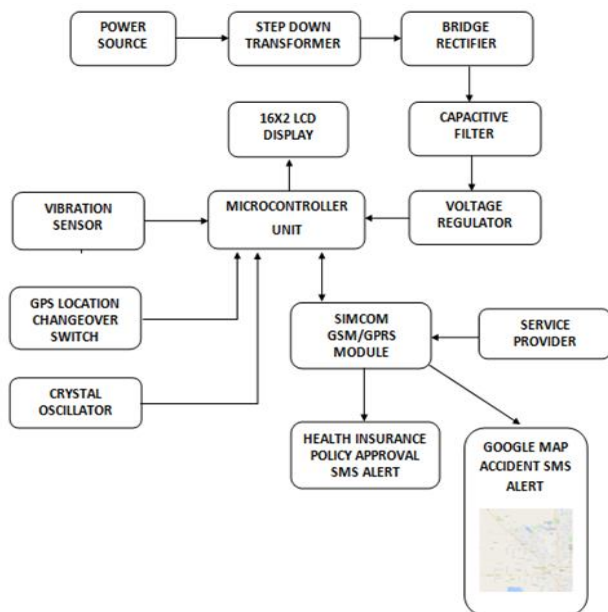 POWER
SOURCE
STEP DOWN
TRANSFORMER
BRIDGE
RECTIFIER
16X2 LCD
DISPLAY
CAPACITIVE
FILTER
VIBRATION
SENSOR
MICROCONTROLLER
UNIT
VOLTAGE
REGULATOR
GPS LOCATION
CHANGEOVER
SWITCH
SIMCOM
GSM/GPRS
MODULE
SERVICE
PROVIDER
CRYSTAL
OSCILLATOR
HEALTH INSURANCE
POLICY APPROVAL
SMS ALERT
GOOGLE MAP
ACCIDENT SMS
ALERT